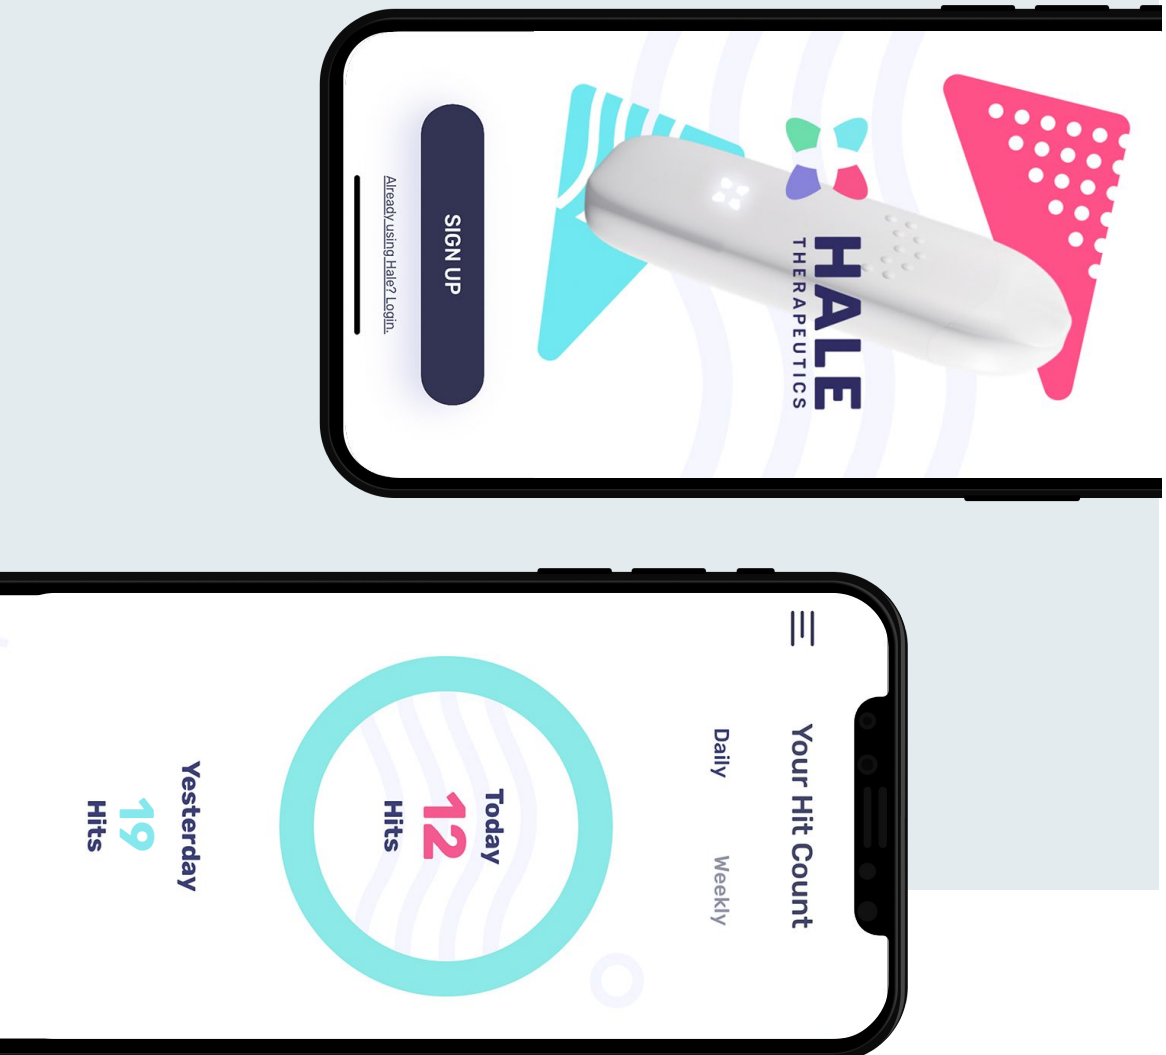 HALE
THERAPEUTICS
SIGN UP
Already using Hale? Login.
Your Hit Count
Daily
Weekly
Today
12
Hits
Yesterday
19
Hits